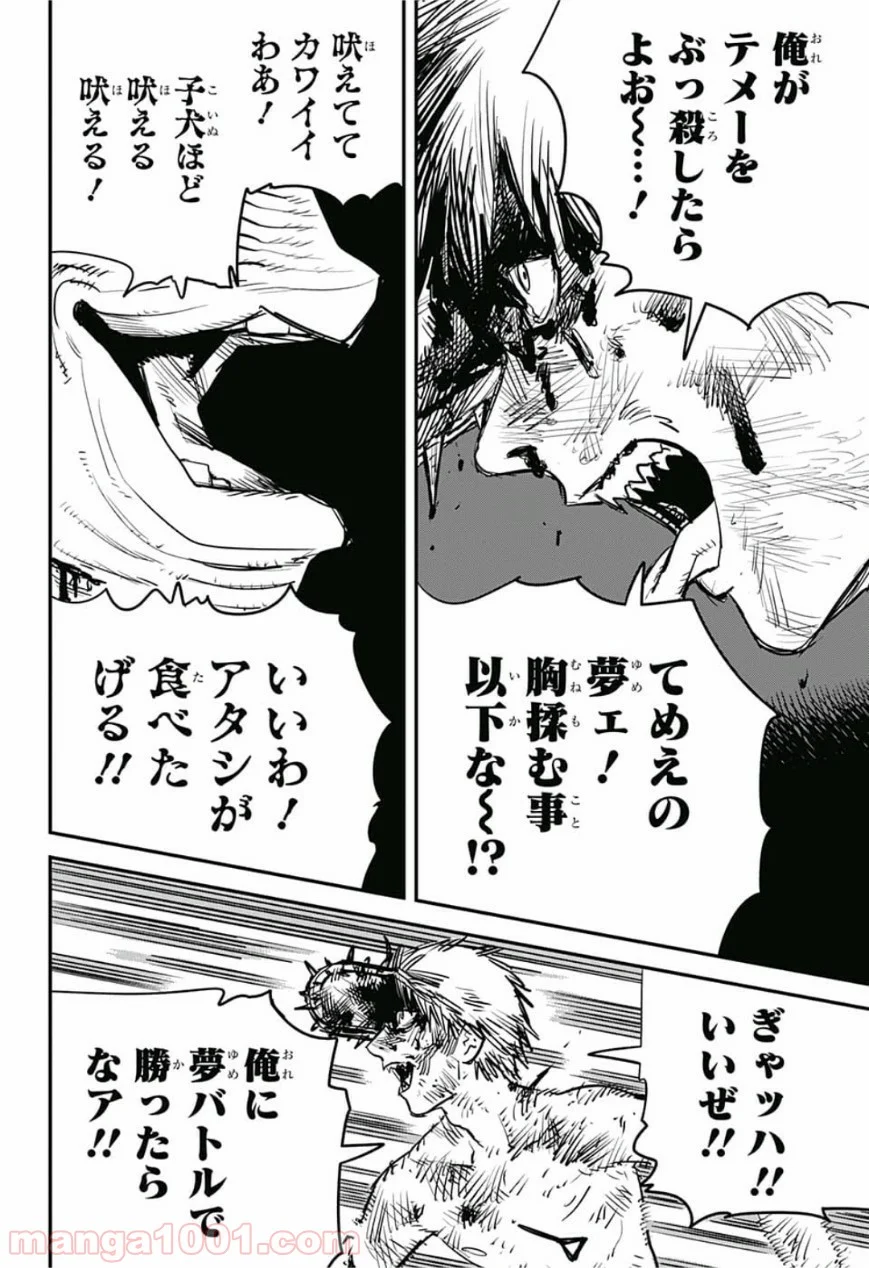 俺が
テメーを
ぶっ殺したら
よお～…！
てめえの
夢ェ！
胸揉む事
以下な～!?
吠えてて
カワイイ
わあ！
子犬ほど
吠える
吠える！
いいわ！
アタシが
食べた
げる!!
ぎャッハ!!
いいぜ!!
俺に
夢バトルで
勝ったら
なア!!
manga1001.com